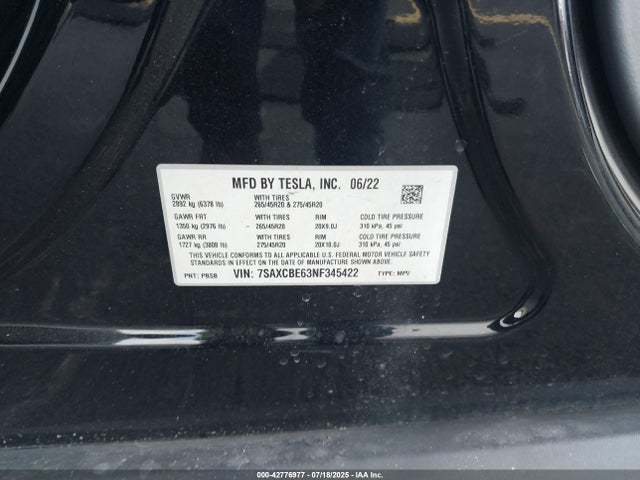 MFD BY TESLA, INC. 06/22
GVWR WITH TIRES
2892 kg (6378 lb) 265/45R20 & 275/45R20
GAWR FRT WITH TIRES RIM COLD TIRE PRESSURE
1350 kg (2976 lb) - 265/45R20 20X9.0J 310 kPa, 45 psi
GAWR RR WITH TIRES RIM COLD TIRE PRESSURE
1727 kg (3808 lb) - 275/45R20 20X10.0J 310 kPa, 45 psi
THIS VEHICLE CONFORMS TO ALL APPLICABLE U.S. FEDERAL MOTOR VEHICLE SAFETY
STANDARDS IN EFFECT ON THE DATE OF MANUFACTURE SHOWN ABOVE.
PNT: PBSB VIN: 7SAXCBE63NF345422 TYPE: MPV
000-42776977 07/18/2025 IAA Inc.